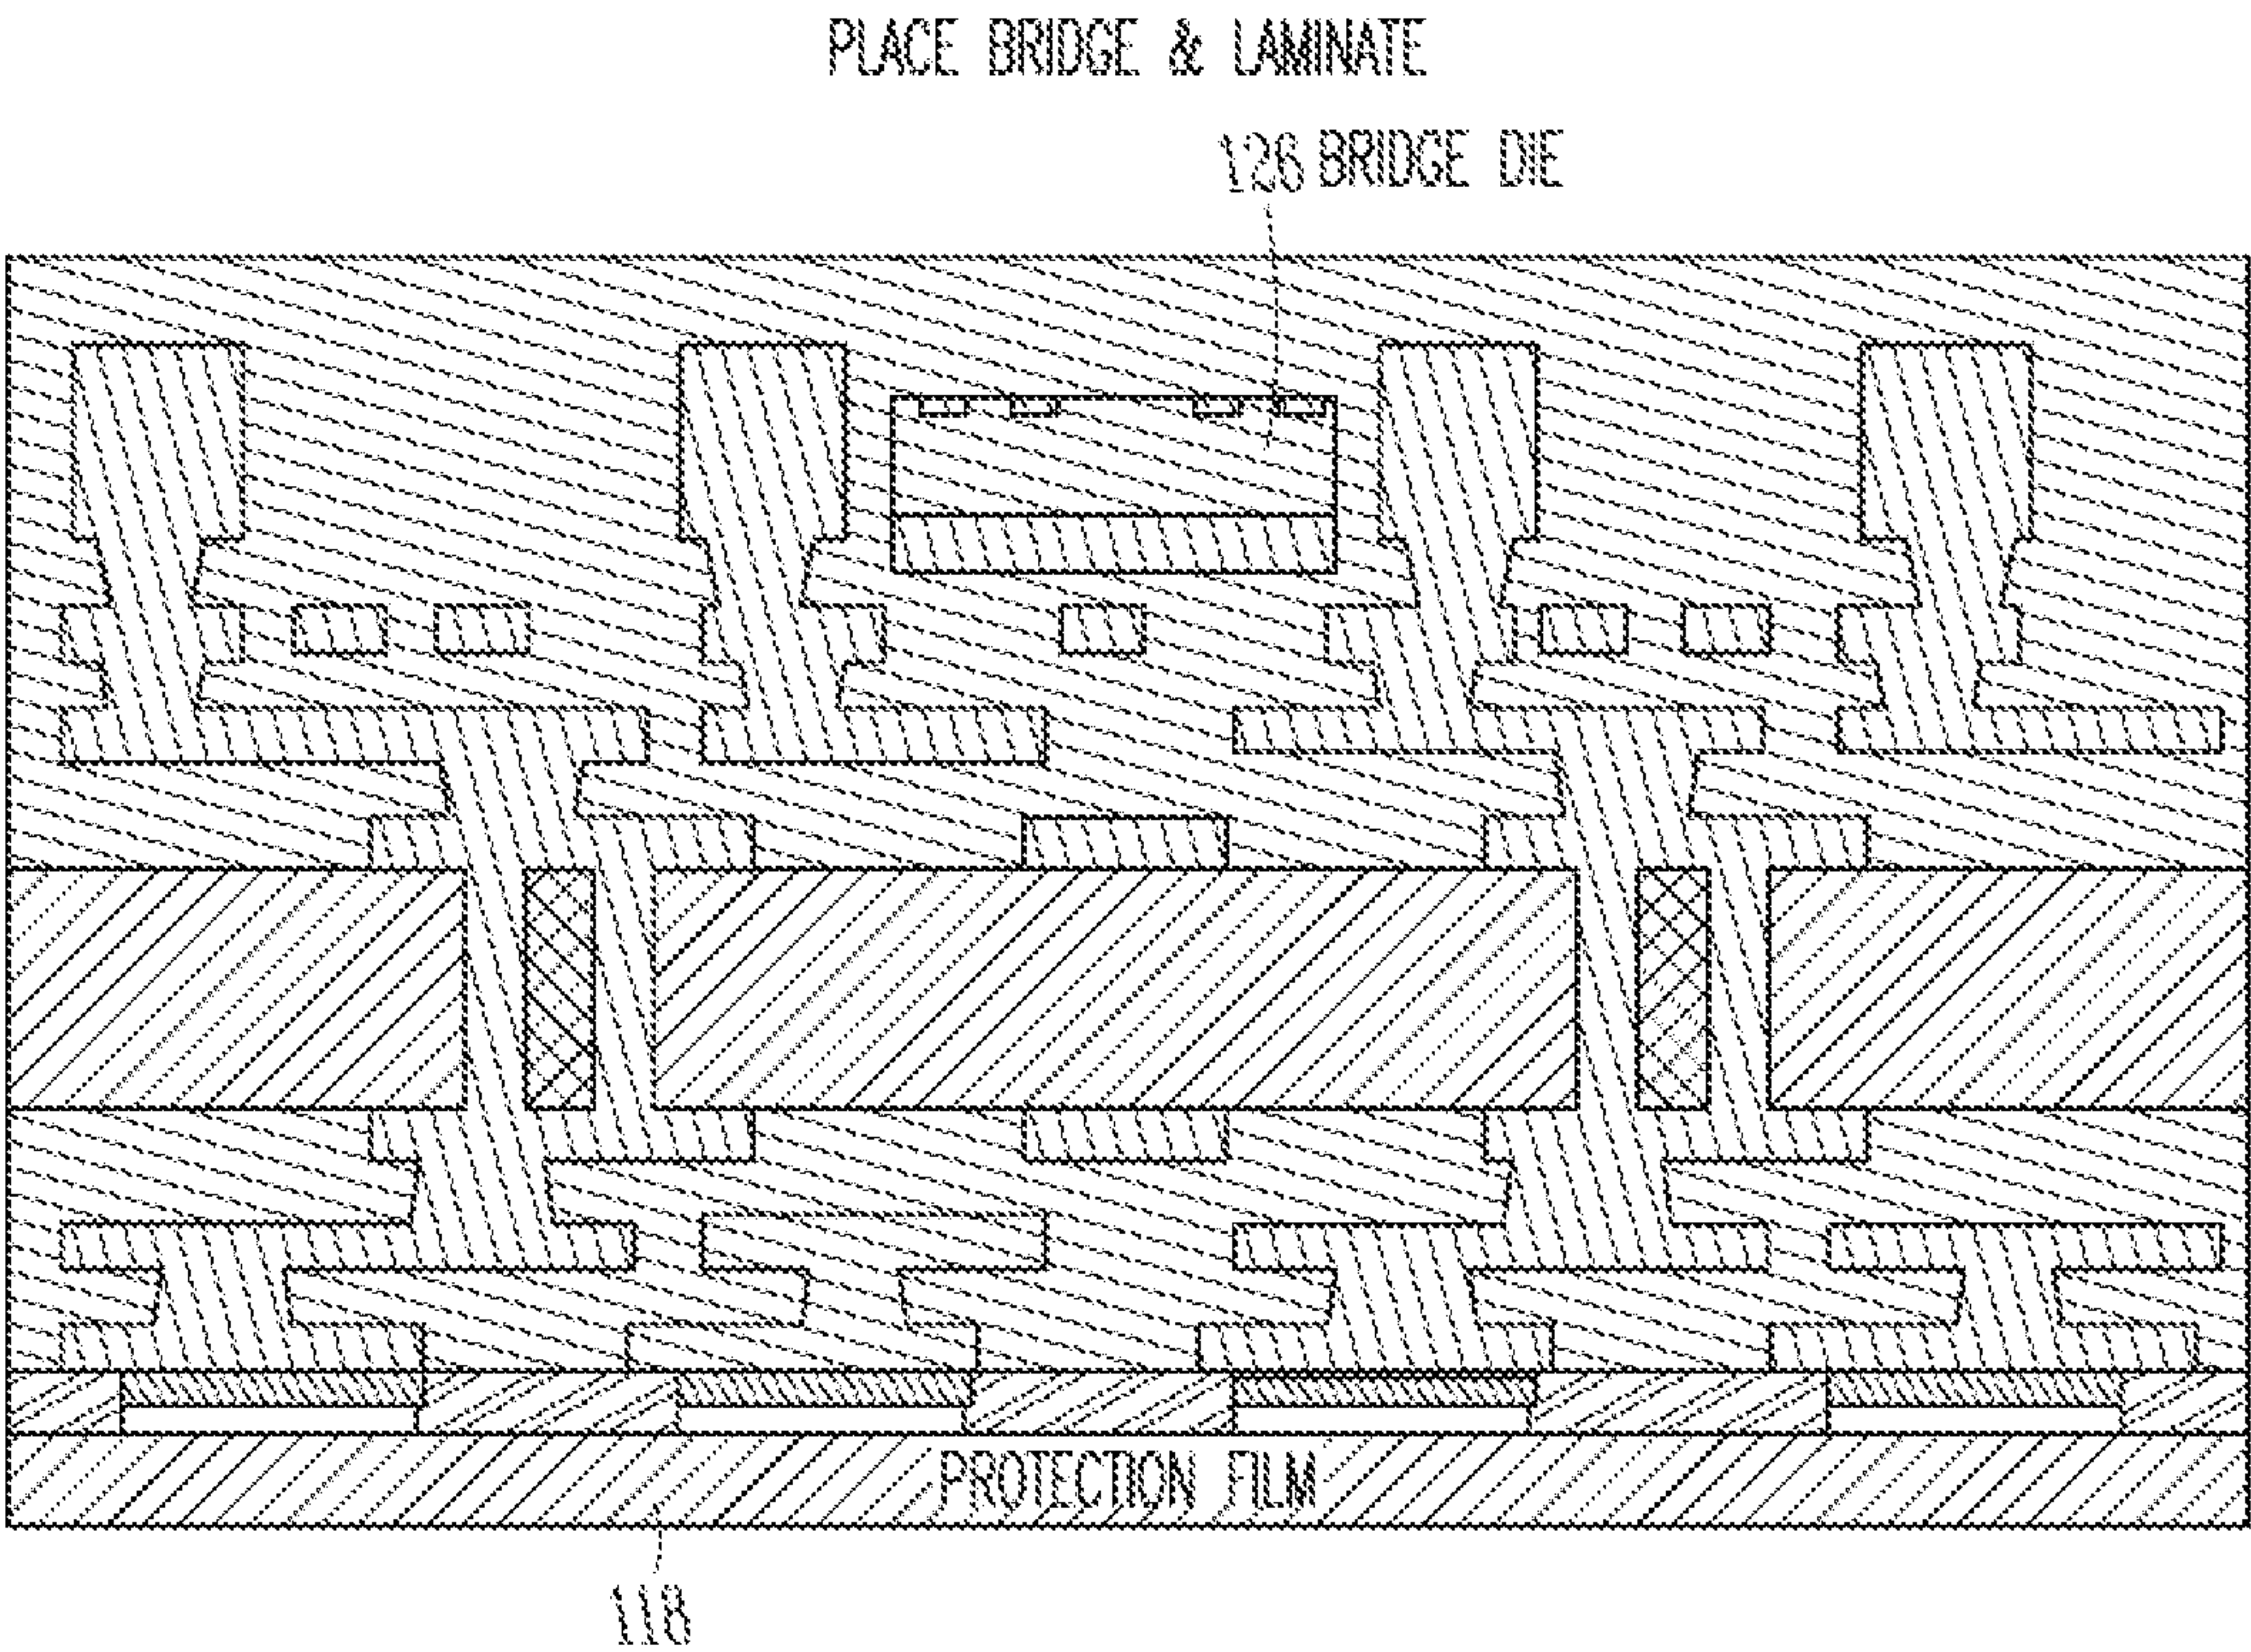 PLACE BRIDGE & LAMINATE
126 BRIDGE DIE
PROTECTION FILM
118